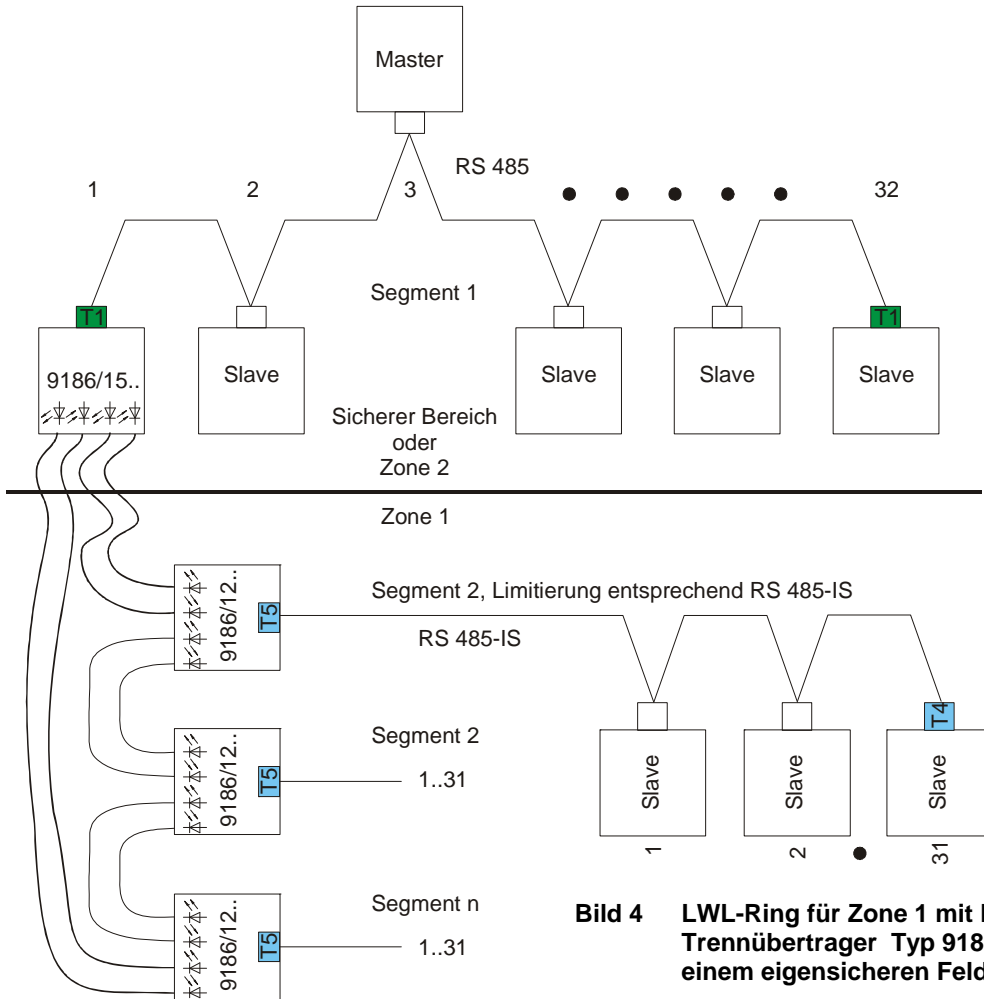 Master
RS 485
1 2 3 32
Segment 1
T1 T1
9186/15.. Slave Slave Slave Slave
Sicherer Bereich
oder
Zone 2
Zone 1
9186/12.. T5
Segment 2, Limitierung entsprechend RS 485-IS
RS 485-IS
T4
Slave Slave Slave
1 2 31
9186/12.. T5
Segment 2
1..31
9186/12.. T5
Segment n
1..31
Bild 4 LWL-Ring für Zone 1 mit
Trennübertrager Typ 918
einem eigensicheren Feld